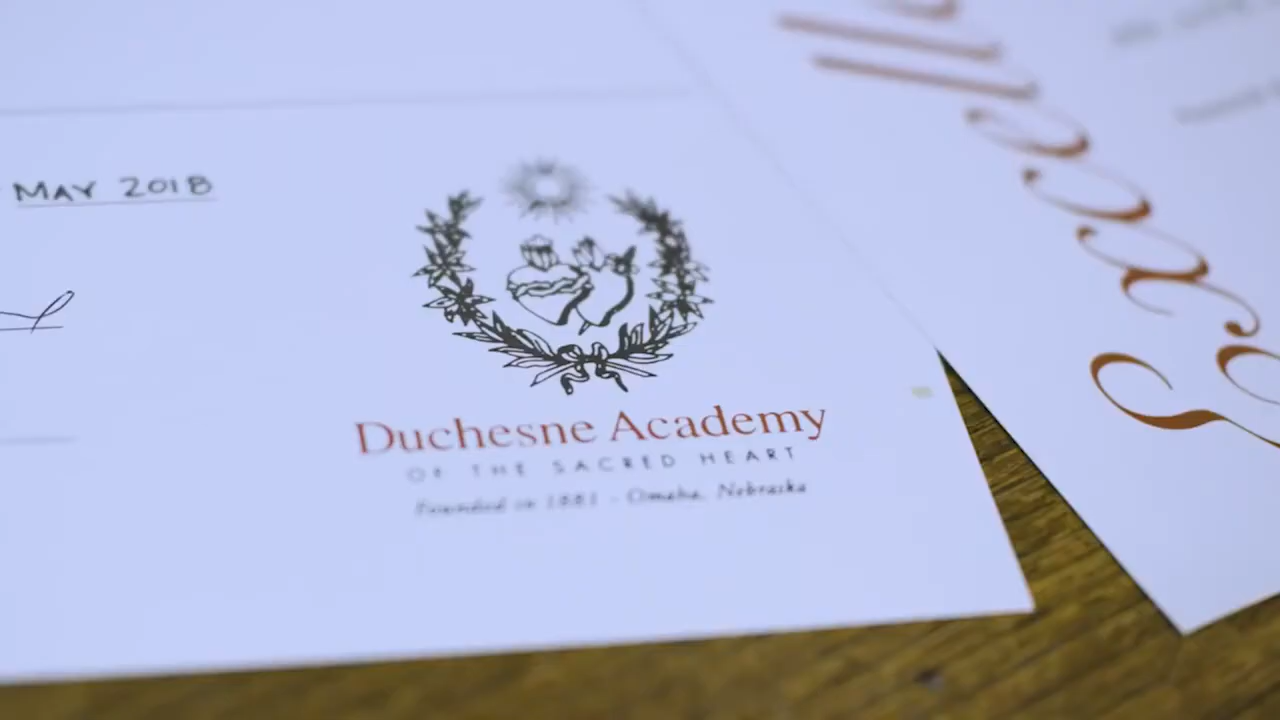 MAY 2018
Duchesne Academy
OF THE SACRED HEART
Founded in 1881 - Omaha, Nebraska